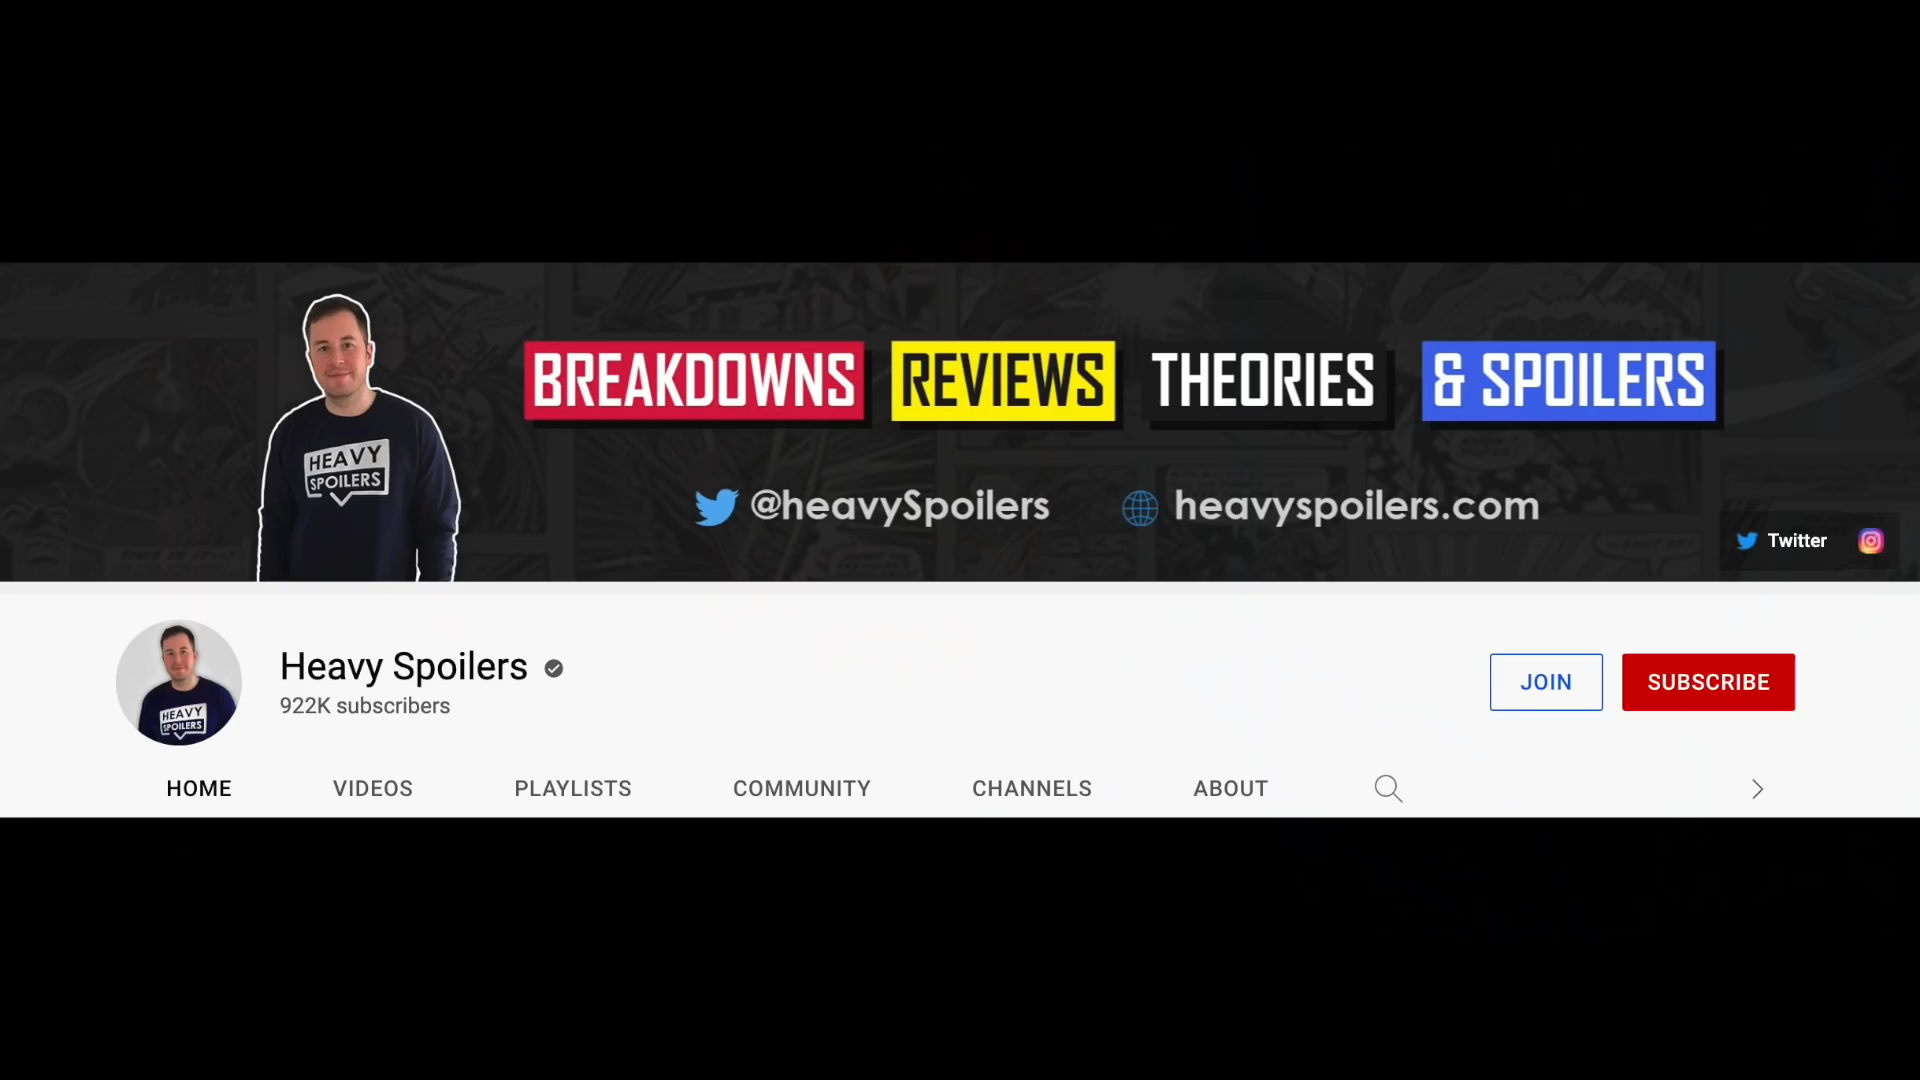 BREAKDOWNS REVIEWS THEORIES & SPOILERS
HEAVY
SPOILERS
@heavySpoilers heavyspoilers.com
Twitter
HEAVY
SPOILERS
Heavy Spoilers
922K subscribers
JOIN SUBSCRIBE
HOME VIDEOS PLAYLISTS COMMUNITY CHANNELS ABOUT